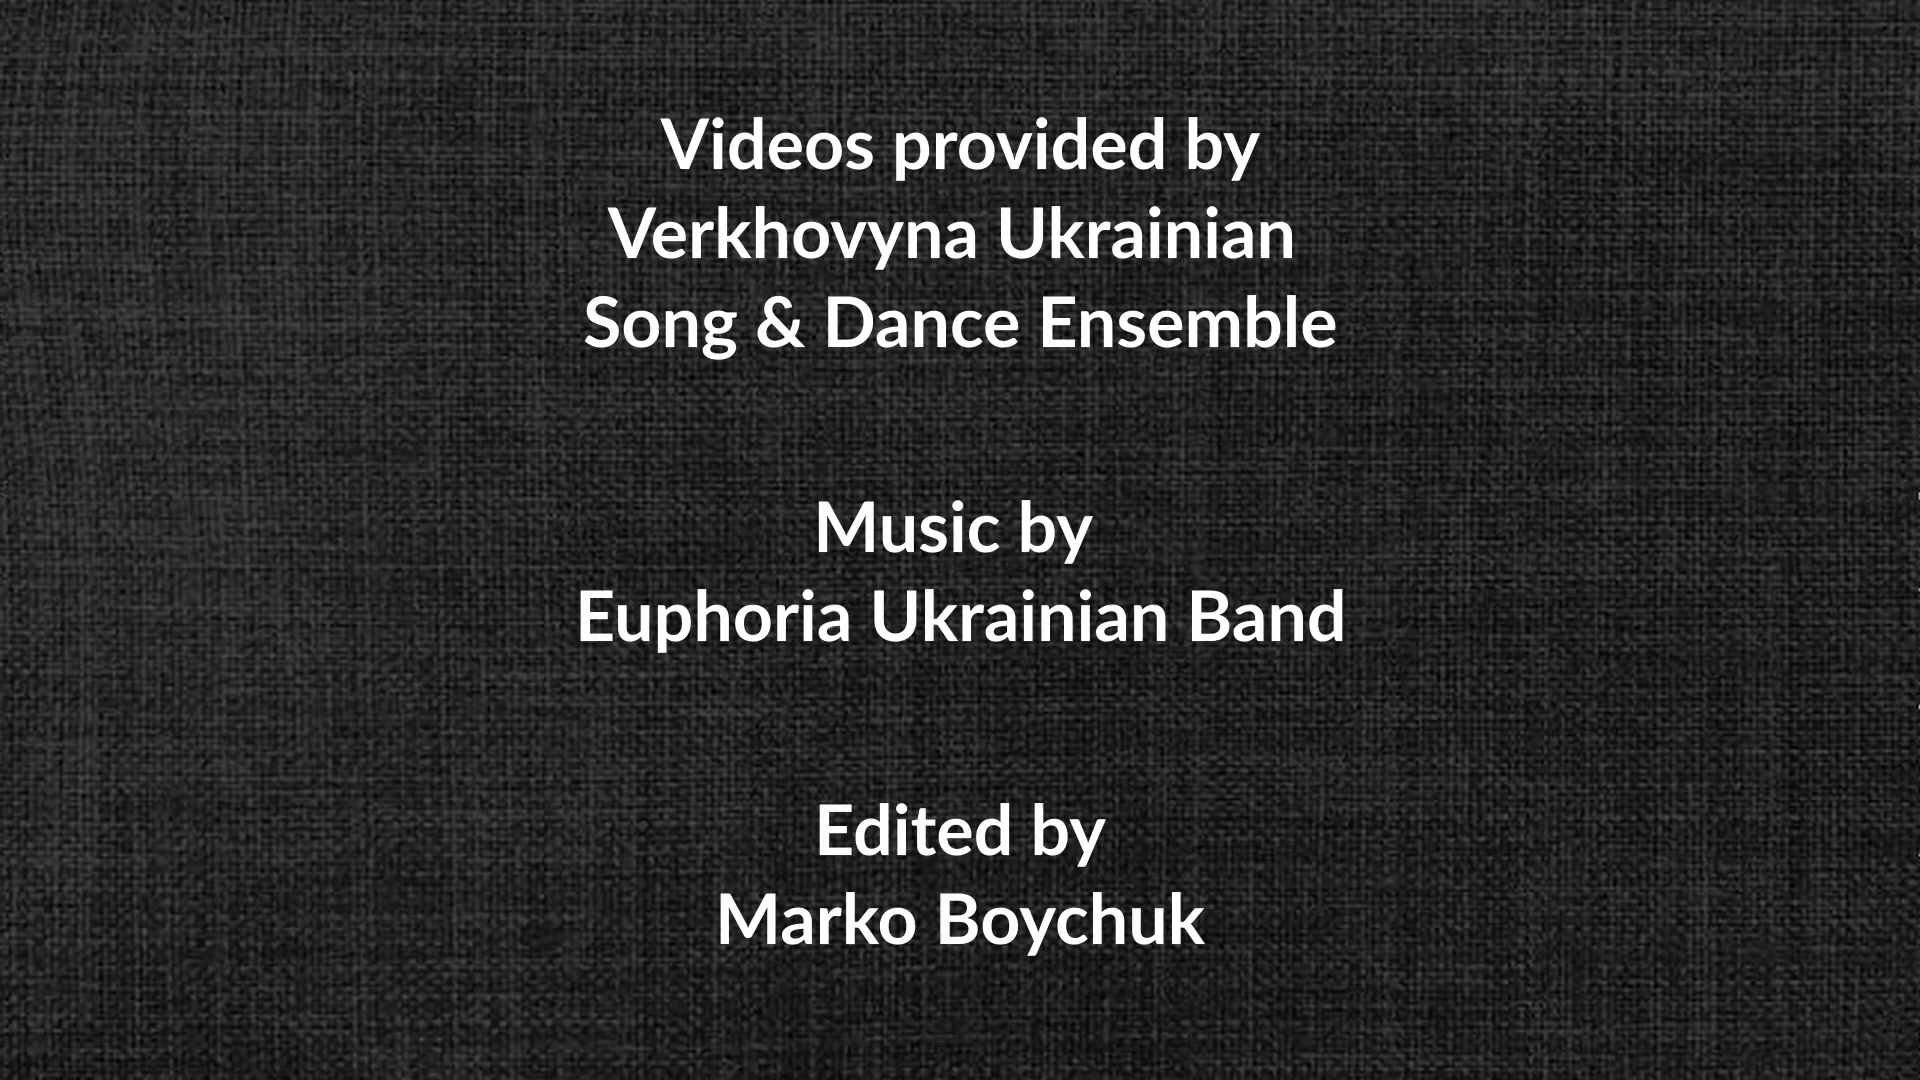 Videos provided by
Verkhovyna Ukrainian
Song & Dance Ensemble
Music by
Euphoria Ukrainian Band
Edited by
Marko Boychuk